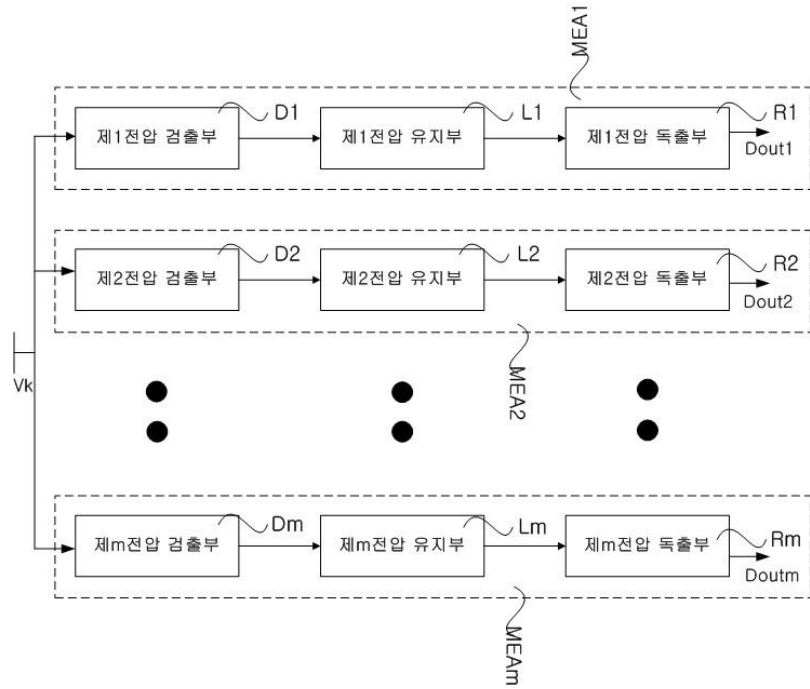 MEA1
D1
L1
R1
제1전압 검출부
제1전압 유지부
제1전압 독출부
Dout1
D2
L2
R2
제2전압 검출부
제2전압 유지부
제2전압 독출부
Dout2
MEA2
Vk
Dm
Lm
Rm
제m전압 검출부
제m전압 유지부
제m전압 독출부
Doutm
MEAm